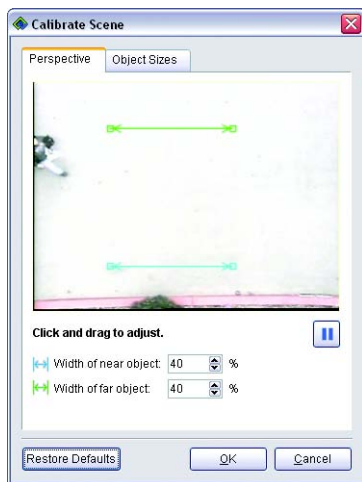 Calibrate Scene
Perspective
Object Sizes
Click and drag to adjust.
Width of near object: 40 %
Width of far object: 40 %
Restore Defaults
OK
Cancel